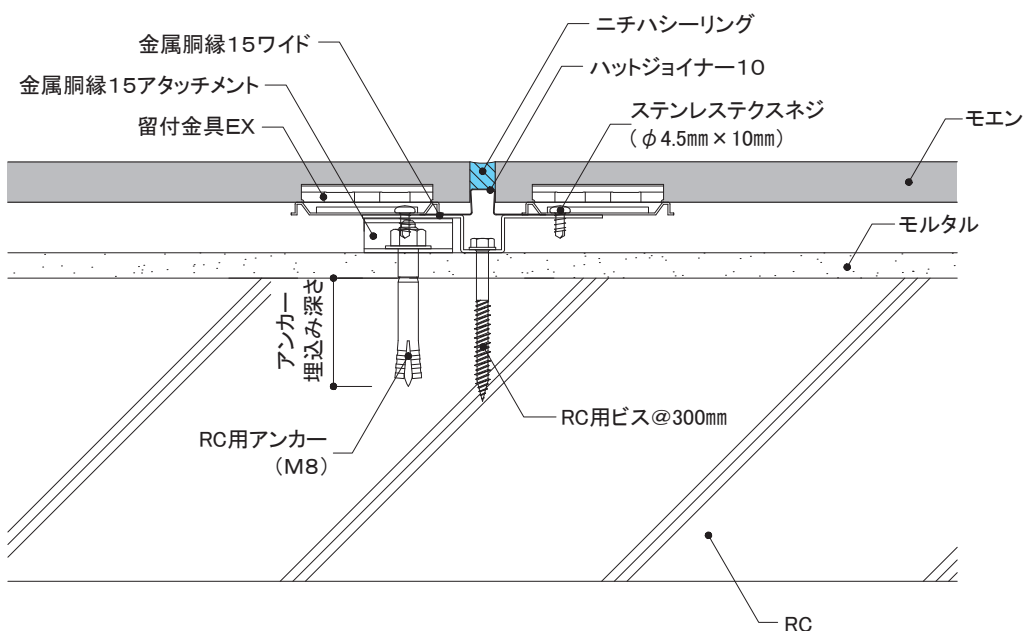 ニチハシーリング
金属胴縁15ワイド
ハットジョイナー10
金属胴縁15アタッチメント
ステンレステクスネジ
（φ4.5mm×10mm）
留付金具EX
モエン
モルタル
アンカー
埋込み深さ
RC用アンカー
（M8）
RC用ビス@300mm
RC